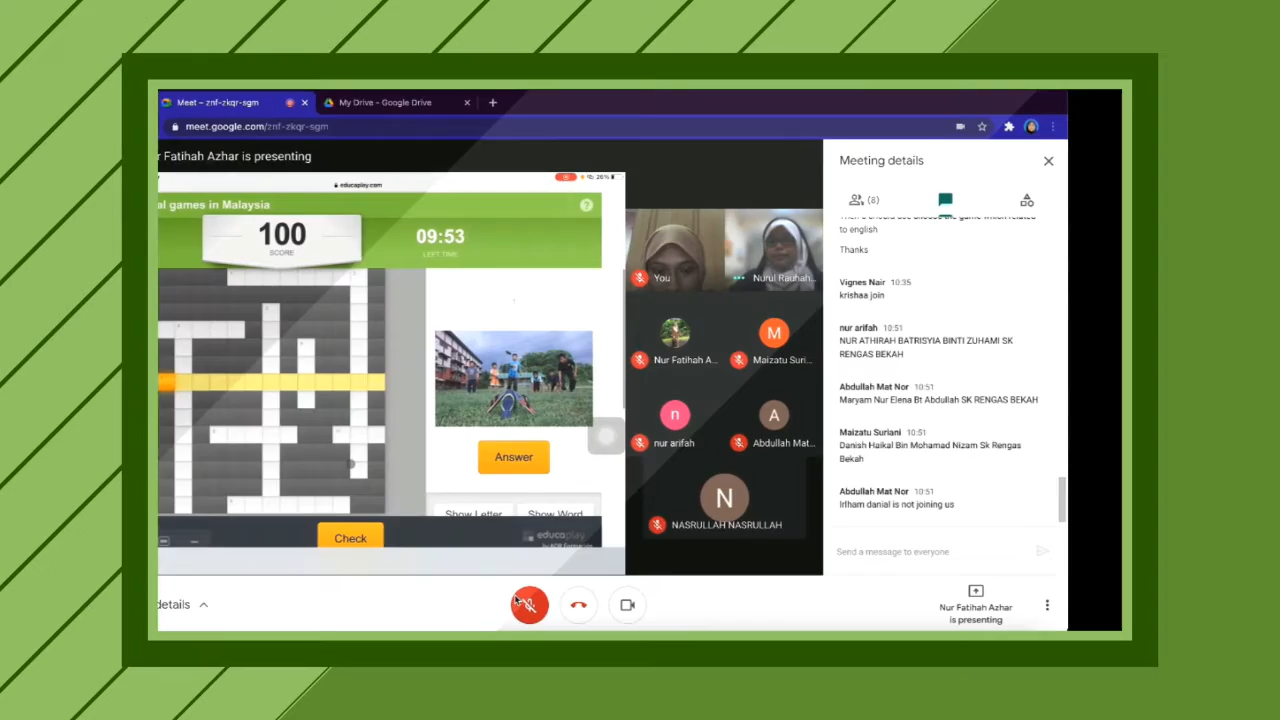 Meet – znf-zkqr-sgm
My Drive – Google Drive
meet.google.com/znf-zkqr-sgm
r Fatihah Azhar is presenting
26%
educaplay.com
al games in Malaysia
?
100
SCORE
09:53
LEFT TIME
Answer
Show Letter
Show Word
Check
educaplay
You
Nurul Rauhah...
Nur Fatihah A...
M
Maizatu Suri...
n
nur arifah
A
Abdullah Mat...
N
NASRULLAH NASRULLAH
Meeting details
(8)
to english
Thanks
Vignes Nair 10:35
krishaa join
nur arifah 10:51
NUR ATHIRAH BATRISYIA BINTI ZUHAMI SK
RENGAS BEKAH
Abdullah Mat Nor 10:51
Maryam Nur Elena Bt Abdullah SK RENGAS BEKAH
Maizatu Suriani 10:51
Danish Haikal Bin Mohamad Nizam Sk Rengas
Bekah
Abdullah Mat Nor 10:51
IrIham danial is not joining us
Send a message to everyone
details
Nur Fatihah Azhar
is presenting